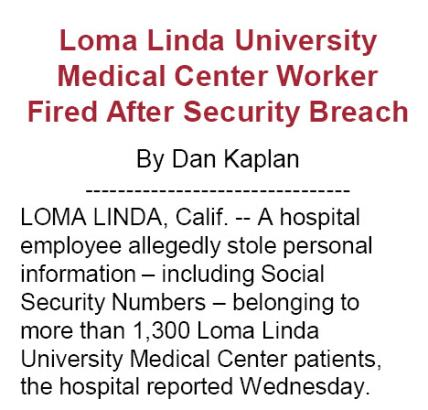 Loma Linda University
Medical Center Worker
Fired After Security Breach
By Dan Kaplan
---------------------------------
LOMA LINDA, Calif. -- A hospital
employee allegedly stole personal
information – including Social
Security Numbers – belonging to
more than 1,300 Loma Linda
University Medical Center patients,
the hospital reported Wednesday.